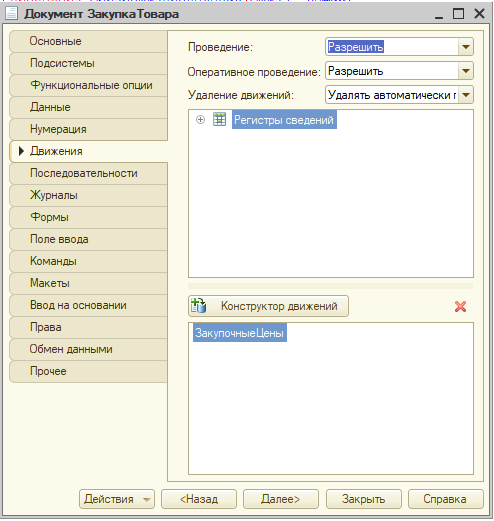 Документ ЗакупкаТовара
Основные
Подсистемы
Функциональные опции
Данные
Нумерация
Движения
Последовательности
Журналы
Формы
Поле ввода
Команды
Макеты
Ввод на основании
Права
Обмен данными
Прочее
Проведение: Разрешить
Оперативное проведение: Разрешить
Удаление движений: Удалять автоматически г
Регистры сведений
Конструктор движений
ЗакупочныеЦены
Действия <Назад Далее> Закрыть Справка